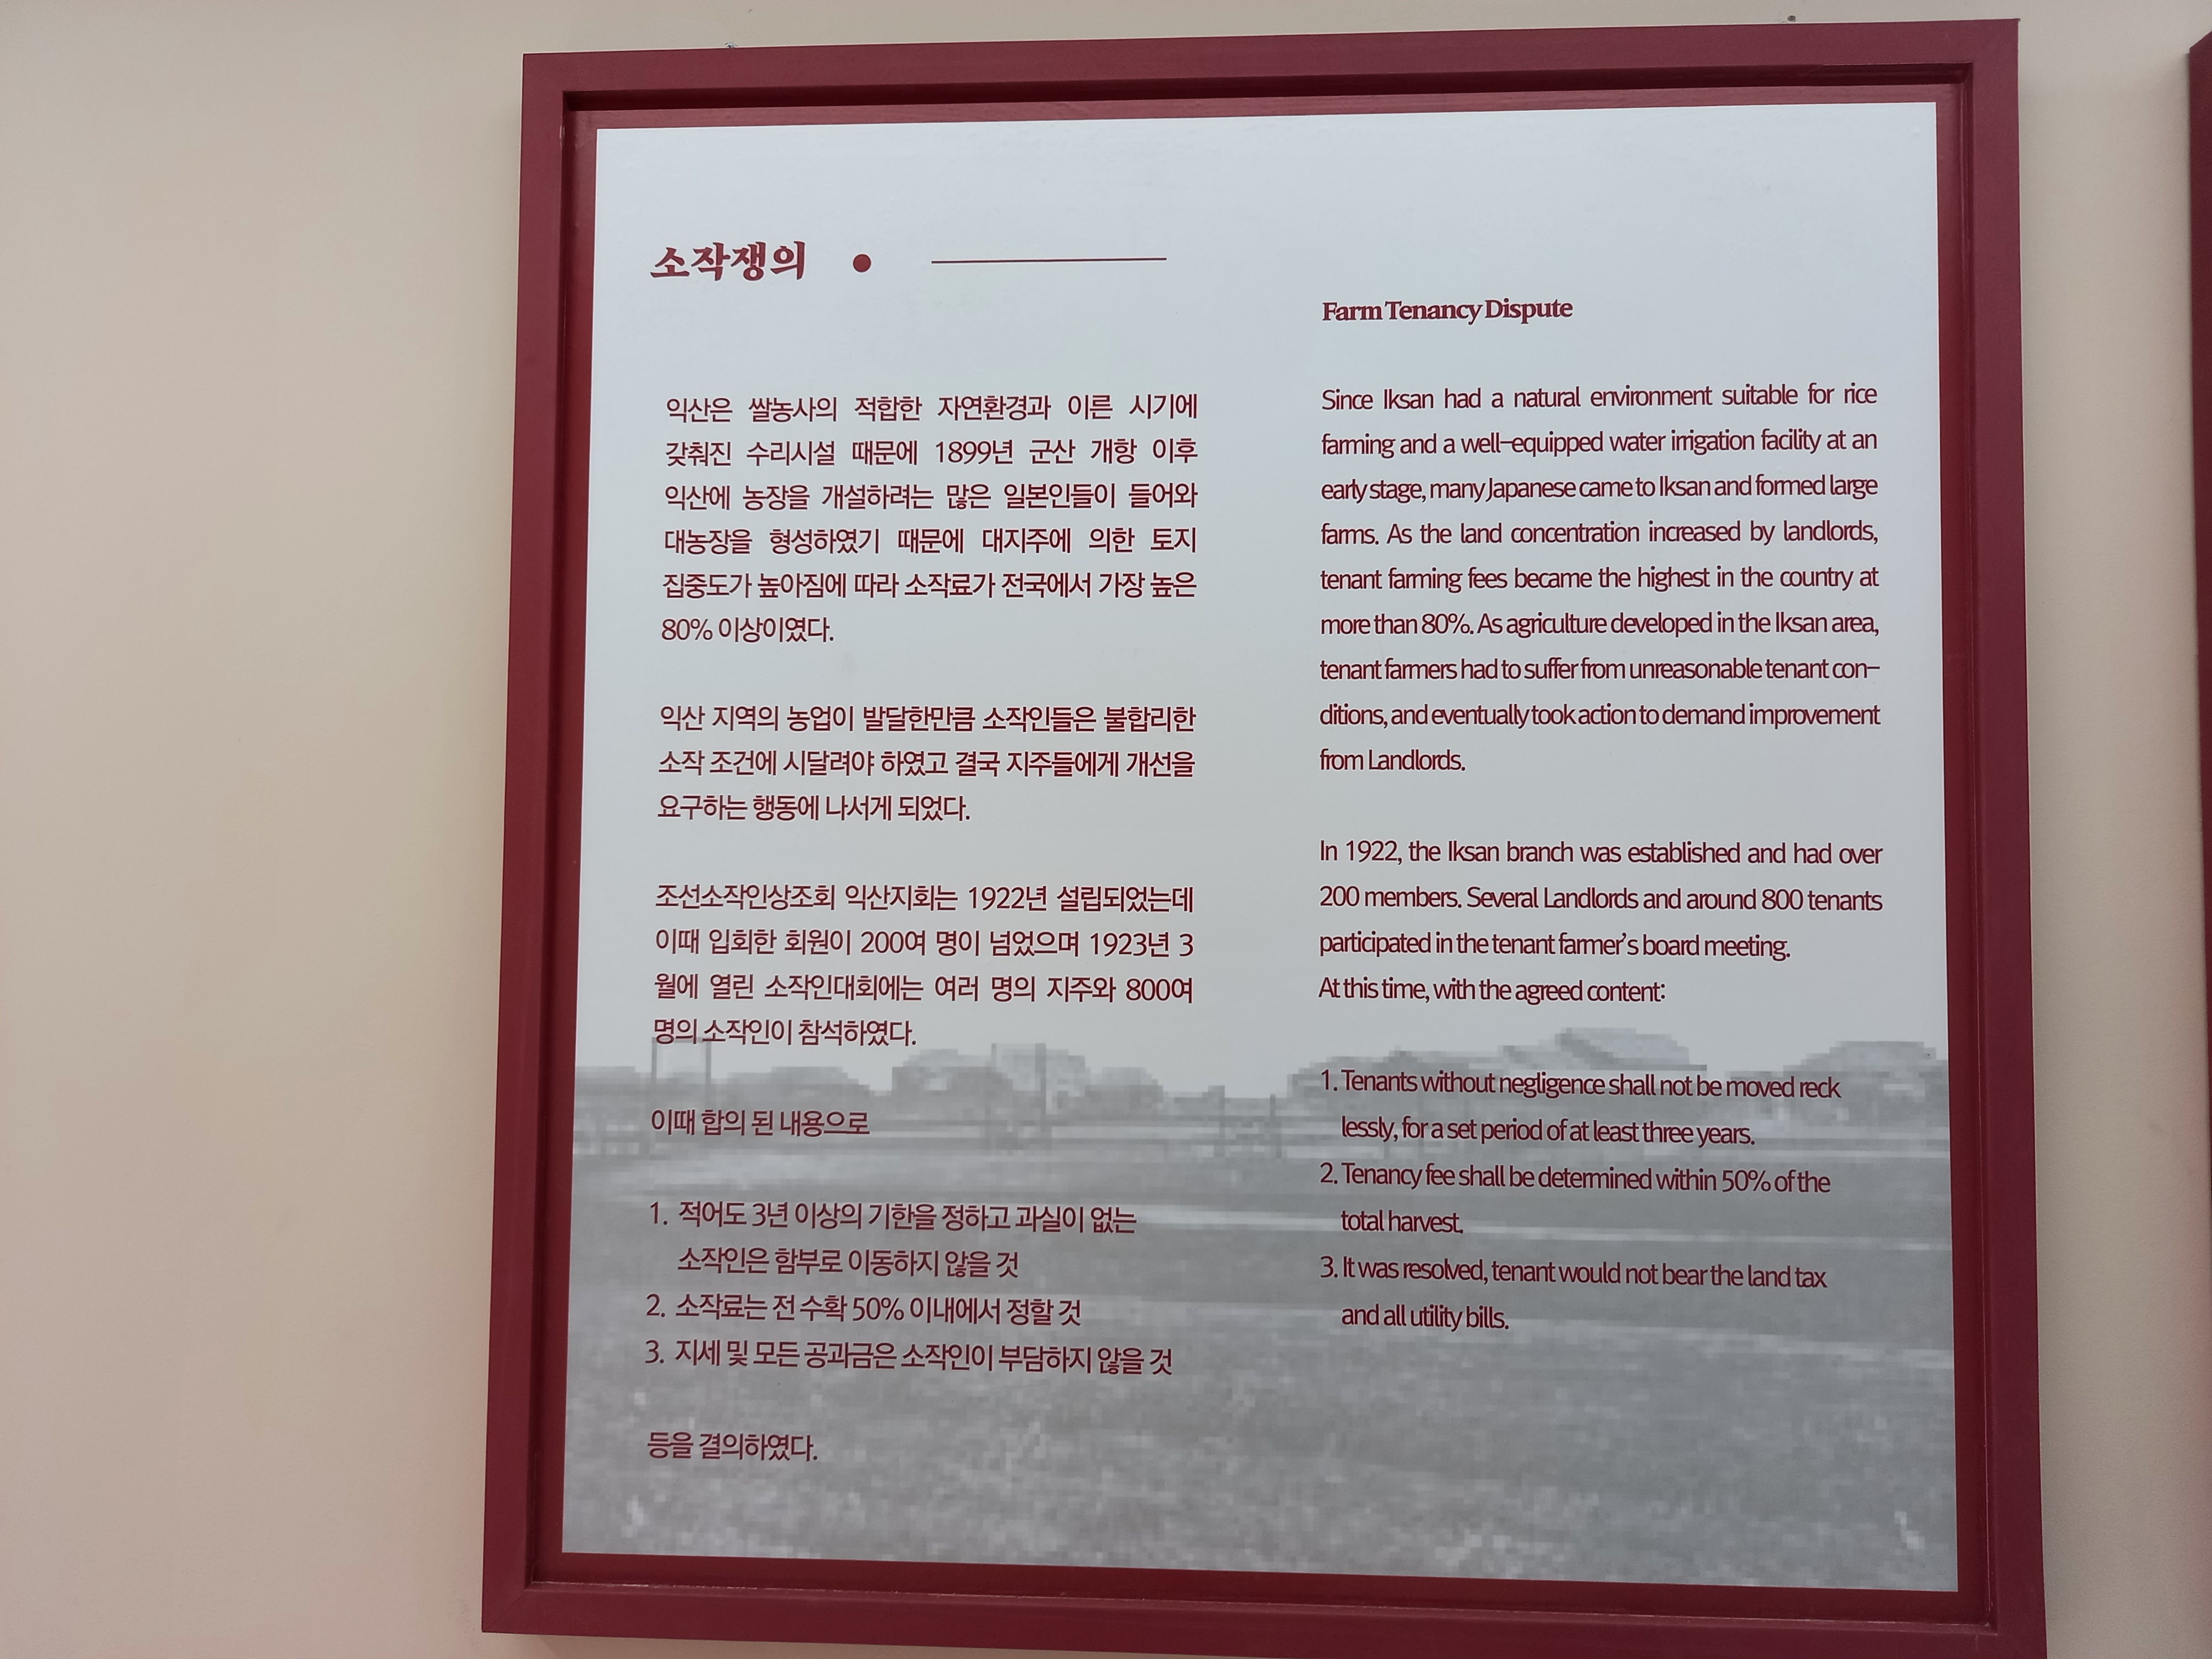 소작쟁의
익산은 쌀농사의 적합한 자연환경과 이른 시기에
갖춰진 수리시설 때문에 1899년 군산 개항 이후
익산에 농장을 개설하려는 많은 일본인들이 들어와
대농장을 형성하였기 때문에 대지주에 의한 토지
집중도가 높아짐에 따라 소작료가 전국에서 가장 높은
80% 이상이였다.
익산 지역의 농업이 발달한만큼 소작인들은 불합리한
소작 조건에 시달려야 하였고 결국 지주들에게 개선을
요구하는 행동에 나서게 되었다.
조선소작인상조회 익산지회는 1922년 설립되었는데
이때 입회한 회원이 200여 명이 넘었으며 1923년 3
월에 열린 소작인대회에는 여러 명의 지주와 800여
명의 소작인이 참석하였다.
이때 합의 된 내용으로
1. 적어도 3년 이상의 기한을 정하고 과실이 없는
소작인은 함부로 이동하지 않을 것
2. 소작료는 전 수확 50% 이내에서 정할 것
3. 지세 및 모든 공과금은 소작인이 부담하지 않을 것
등을 결의하였다.
Farm Tenancy Dispute
Since Iksan had a natural environment suitable for rice
farming and a well-equipped water irrigation facility at an
early stage, many Japanese came to Iksan and formed large
farms. As the land concentration increased by landlords,
tenant farming fees became the highest in the country at
more than 80%. As agriculture developed in the Iksan area,
tenant farmers had to suffer from unreasonable tenant con-
ditions, and eventually took action to demand improvement
from Landlords.
In 1922, the Iksan branch was established and had over
200 members. Several Landlords and around 800 tenants
participated in the tenant farmer's board meeting.
At this time, with the agreed content:
1. Tenants without negligence shall not be moved reck
lessly, for a set period of at least three years.
2. Tenancy fee shall be determined within 50% of the
total harvest.
3. It was resolved, tenant would not bear the land tax
and all utility bills.